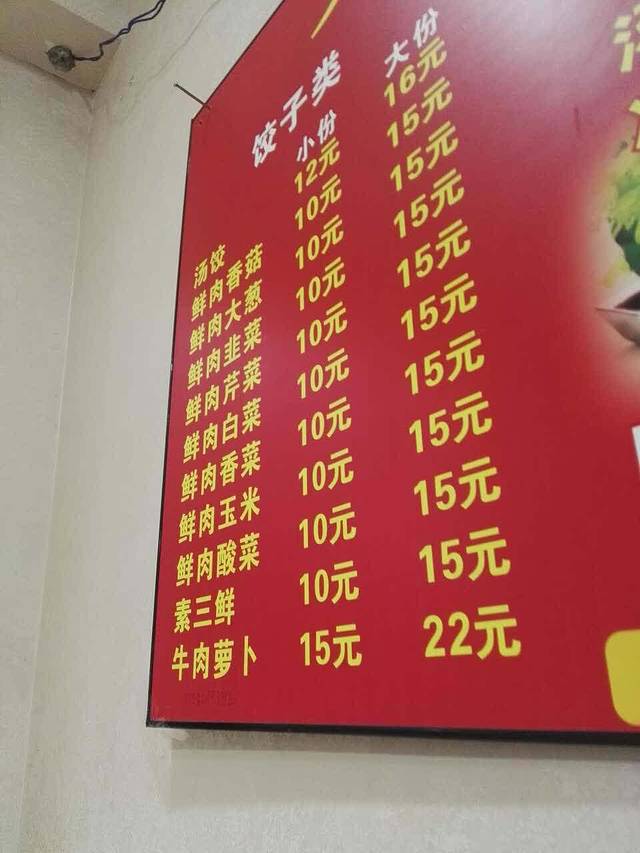 饺子类 小份 大份
汤饺 12元 16元
鲜肉香菇 10元 15元
鲜肉大葱 10元 15元
鲜肉韭菜 10元 15元
鲜肉芹菜 10元 15元
鲜肉白菜 10元 15元
鲜肉香菜 10元 15元
鲜肉玉米 10元 15元
鲜肉酸菜 10元 15元
素三鲜 10元 15元
牛肉萝卜 15元 22元